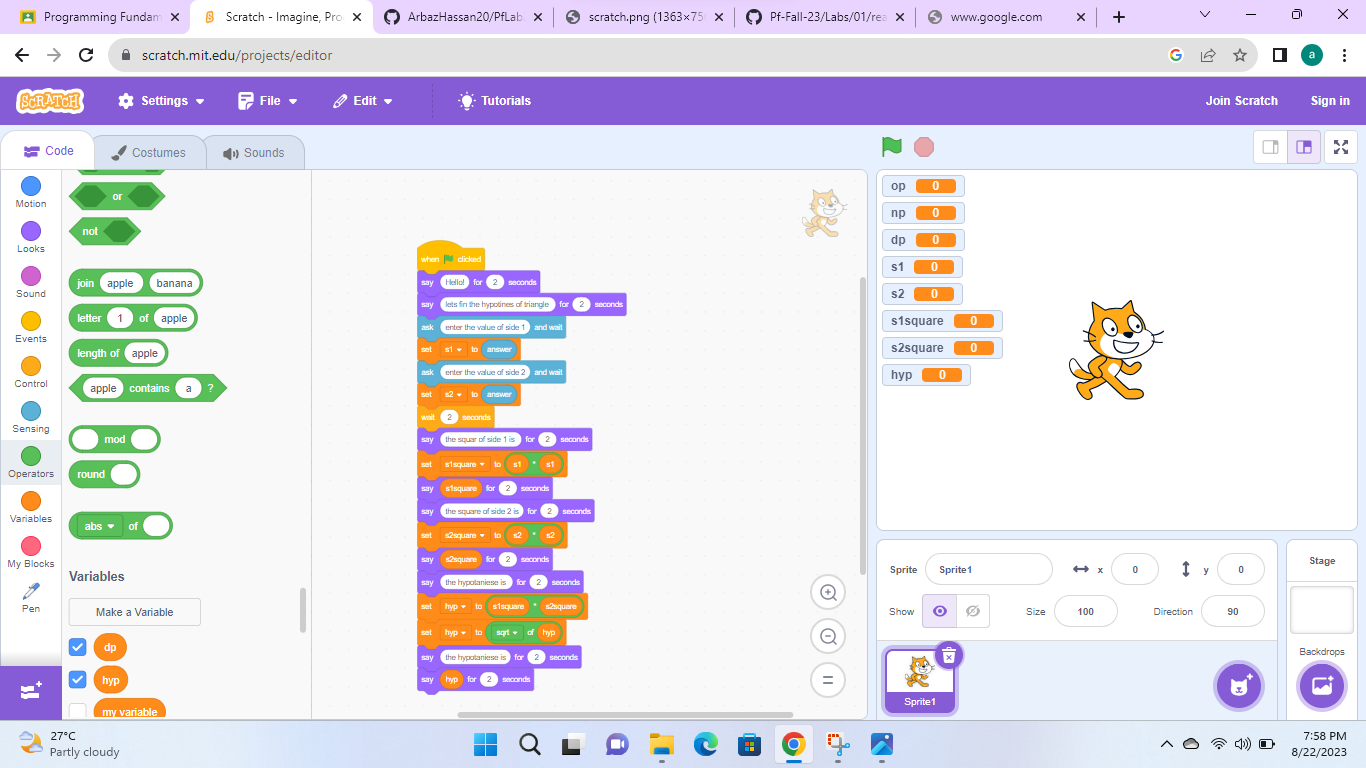 Programming Fundam
Scratch - Imagine, Pro
ArbazHassan20/PfLab
scratch.png (1363×75
Pf-Fall-23/Labs/01/rea
www.google.com
scratch.mit.edu/projects/editor
a
SCRATCH
Settings
File
Edit
Tutorials
Join Scratch
Sign in
Code
Costumes
Sounds
Motion
Looks
Sound
Events
Control
Sensing
Operators
Variables
My Blocks
Pen
or
not
join apple banana
letter 1 of apple
length of apple
apple contains a ?
mod
round
abs of
Variables
Make a Variable
dp
hyp
my variable
when clicked
say Hello! for 2 seconds
say lets fin the hypotines of triangle for 2 seconds
ask enter the value of side 1 and wait
set s1 to answer
ask enter the value of side 2 and wait
set s2 to answer
wait 2 seconds
say the squar of side 1 is for 2 seconds
set s1square to s1 * s1
say s1square for 2 seconds
say the square of side 2 is for 2 seconds
set s2square to s2 * s2
say s2square for 2 seconds
say the hypotaniese is for 2 seconds
set hyp to s1square * s2square
set hyp to sqrt of hyp
say the hypotaniese is for 2 seconds
say hyp for 2 seconds
op 0
np 0
dp 0
s1 0
s2 0
s1square 0
s2square 0
hyp 0
Sprite Sprite1 x 0 y 0
Show Size 100 Direction 90
Sprite1
Stage
Backdrops
27°C
Partly cloudy
7:58 PM
8/22/2023